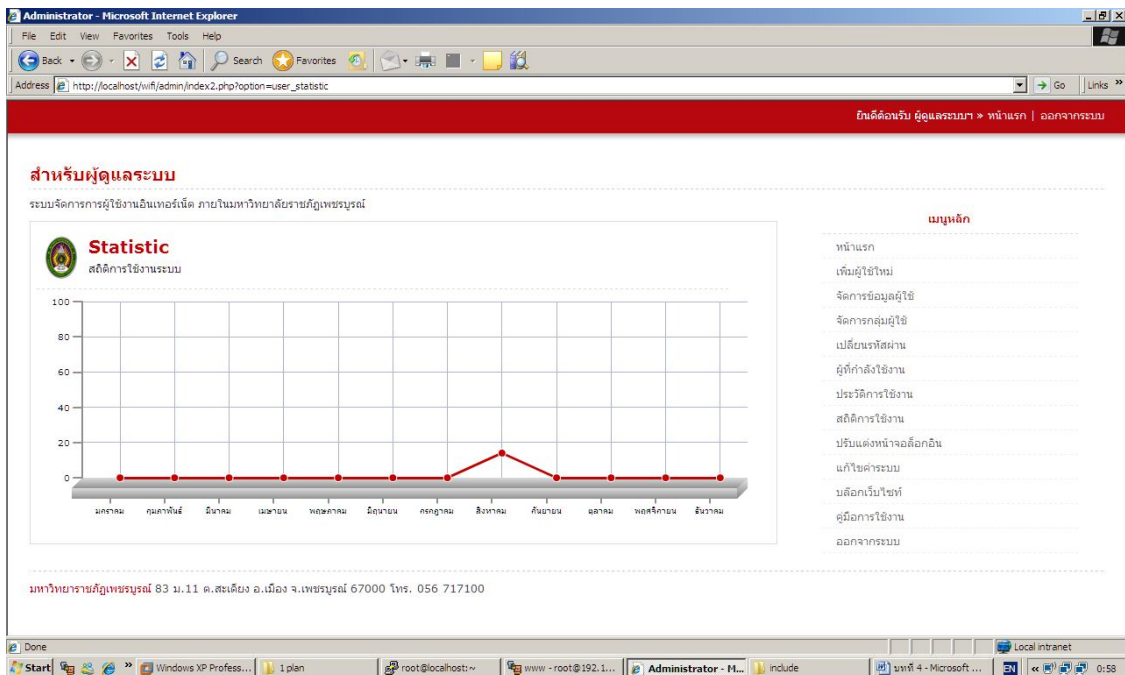 Administrator - Microsoft Internet Explorer
File Edit View Favorites Tools Help
Back Search Favorites
Address http://localhost/wifi/admin/index2.php?option=user_statistic Go Links »
ยินดีต้อนรับ ผู้ดูแลระบบฯ » หน้าแรก | ออกจากระบบ
สำหรับผู้ดูแลระบบ
ระบบจัดการการผู้ใช้งานอินเทอร์เน็ต ภายในมหาวิทยาลัยราชภัฏเพชรบูรณ์
Statistic
สถิติการใช้งานระบบ
100
80
60
40
20
0
มกราคม กุมภาพันธ์ มีนาคม เมษายน พฤษภาคม มิถุนายน กรกฎาคม สิงหาคม กันยายน ตุลาคม พฤศจิกายน ธันวาคม
เมนูหลัก
หน้าแรก
เพิ่มผู้ใช้ใหม่
จัดการข้อมูลผู้ใช้
จัดการกลุ่มผู้ใช้
เปลี่ยนรหัสผ่าน
ผู้ที่กำลังใช้งาน
ประวัติการใช้งาน
สถิติการใช้งาน
ปรับแต่งหน้าจอล็อกอิน
แก้ไขค่าระบบ
บล๊อกเว็บไซท์
คู่มือการใช้งาน
ออกจากระบบ
มหาวิทยาราชภัฏเพชรบูรณ์ 83 ม.11 ต.สะเดียง อ.เมือง จ.เพชรบูรณ์ 67000 โทร. 056 717100
Done Local intranet
Start » Windows XP Profess... 1 plan root@localhost:~ www - root@192.1... Administrator - M... include บทที่ 4 - Microsoft ... EN « 0:58